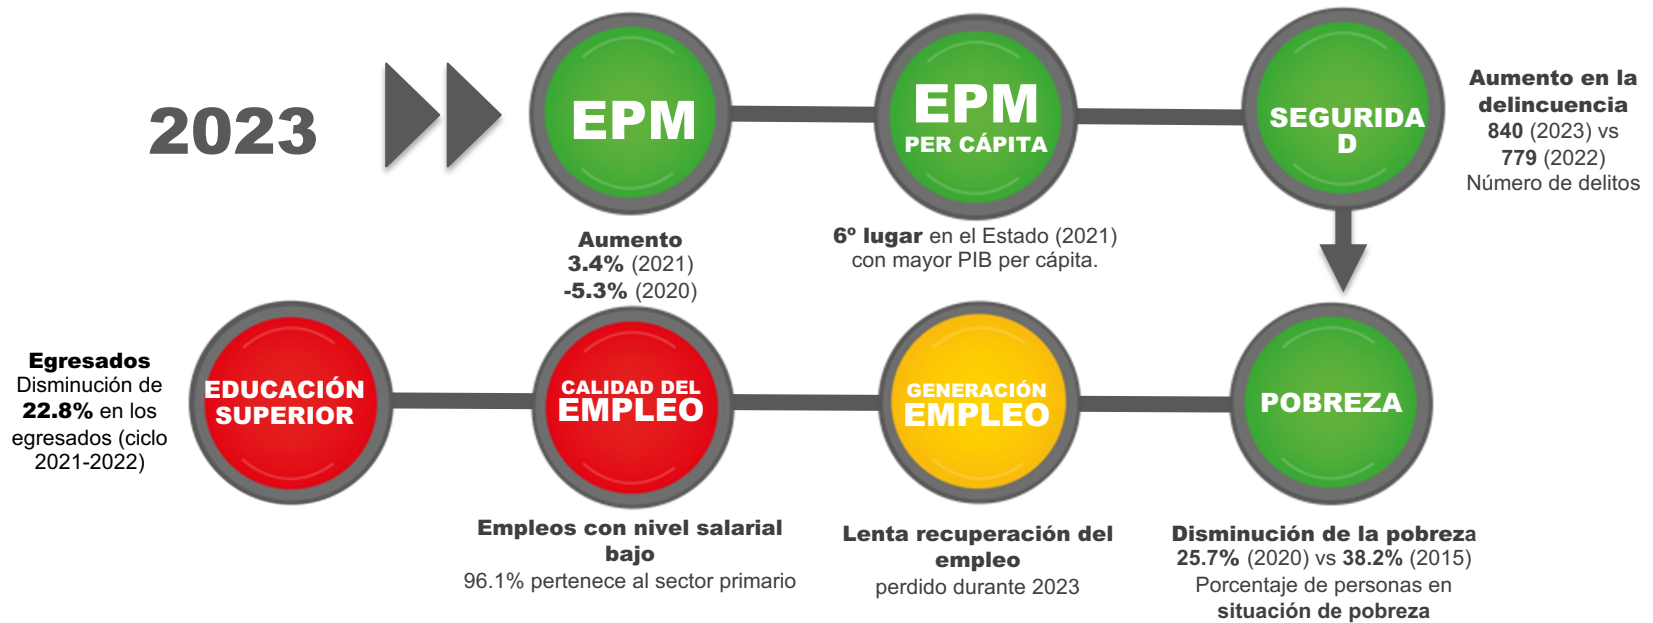 2023
EPM
Aumento
3.4% (2021)
-5.3% (2020)
EPM
PER CÁPITA
6º lugar en el Estado (2021)
con mayor PIB per cápita.
SEGURIDA
D
Aumento en la
delincuencia
840 (2023) vs
779 (2022)
Número de delitos
Egresados
Disminución de
22.8% en los
egresados (ciclo
2021-2022)
EDUCACIÓN
SUPERIOR
CALIDAD DEL
EMPLEO
Empleos con nivel salarial
bajo
96.1% pertenece al sector primario
GENERACIÓN
EMPLEO
Lenta recuperación del
empleo
perdido durante 2023
POBREZA
Disminución de la pobreza
25.7% (2020) vs 38.2% (2015)
Porcentaje de personas en
situación de pobreza